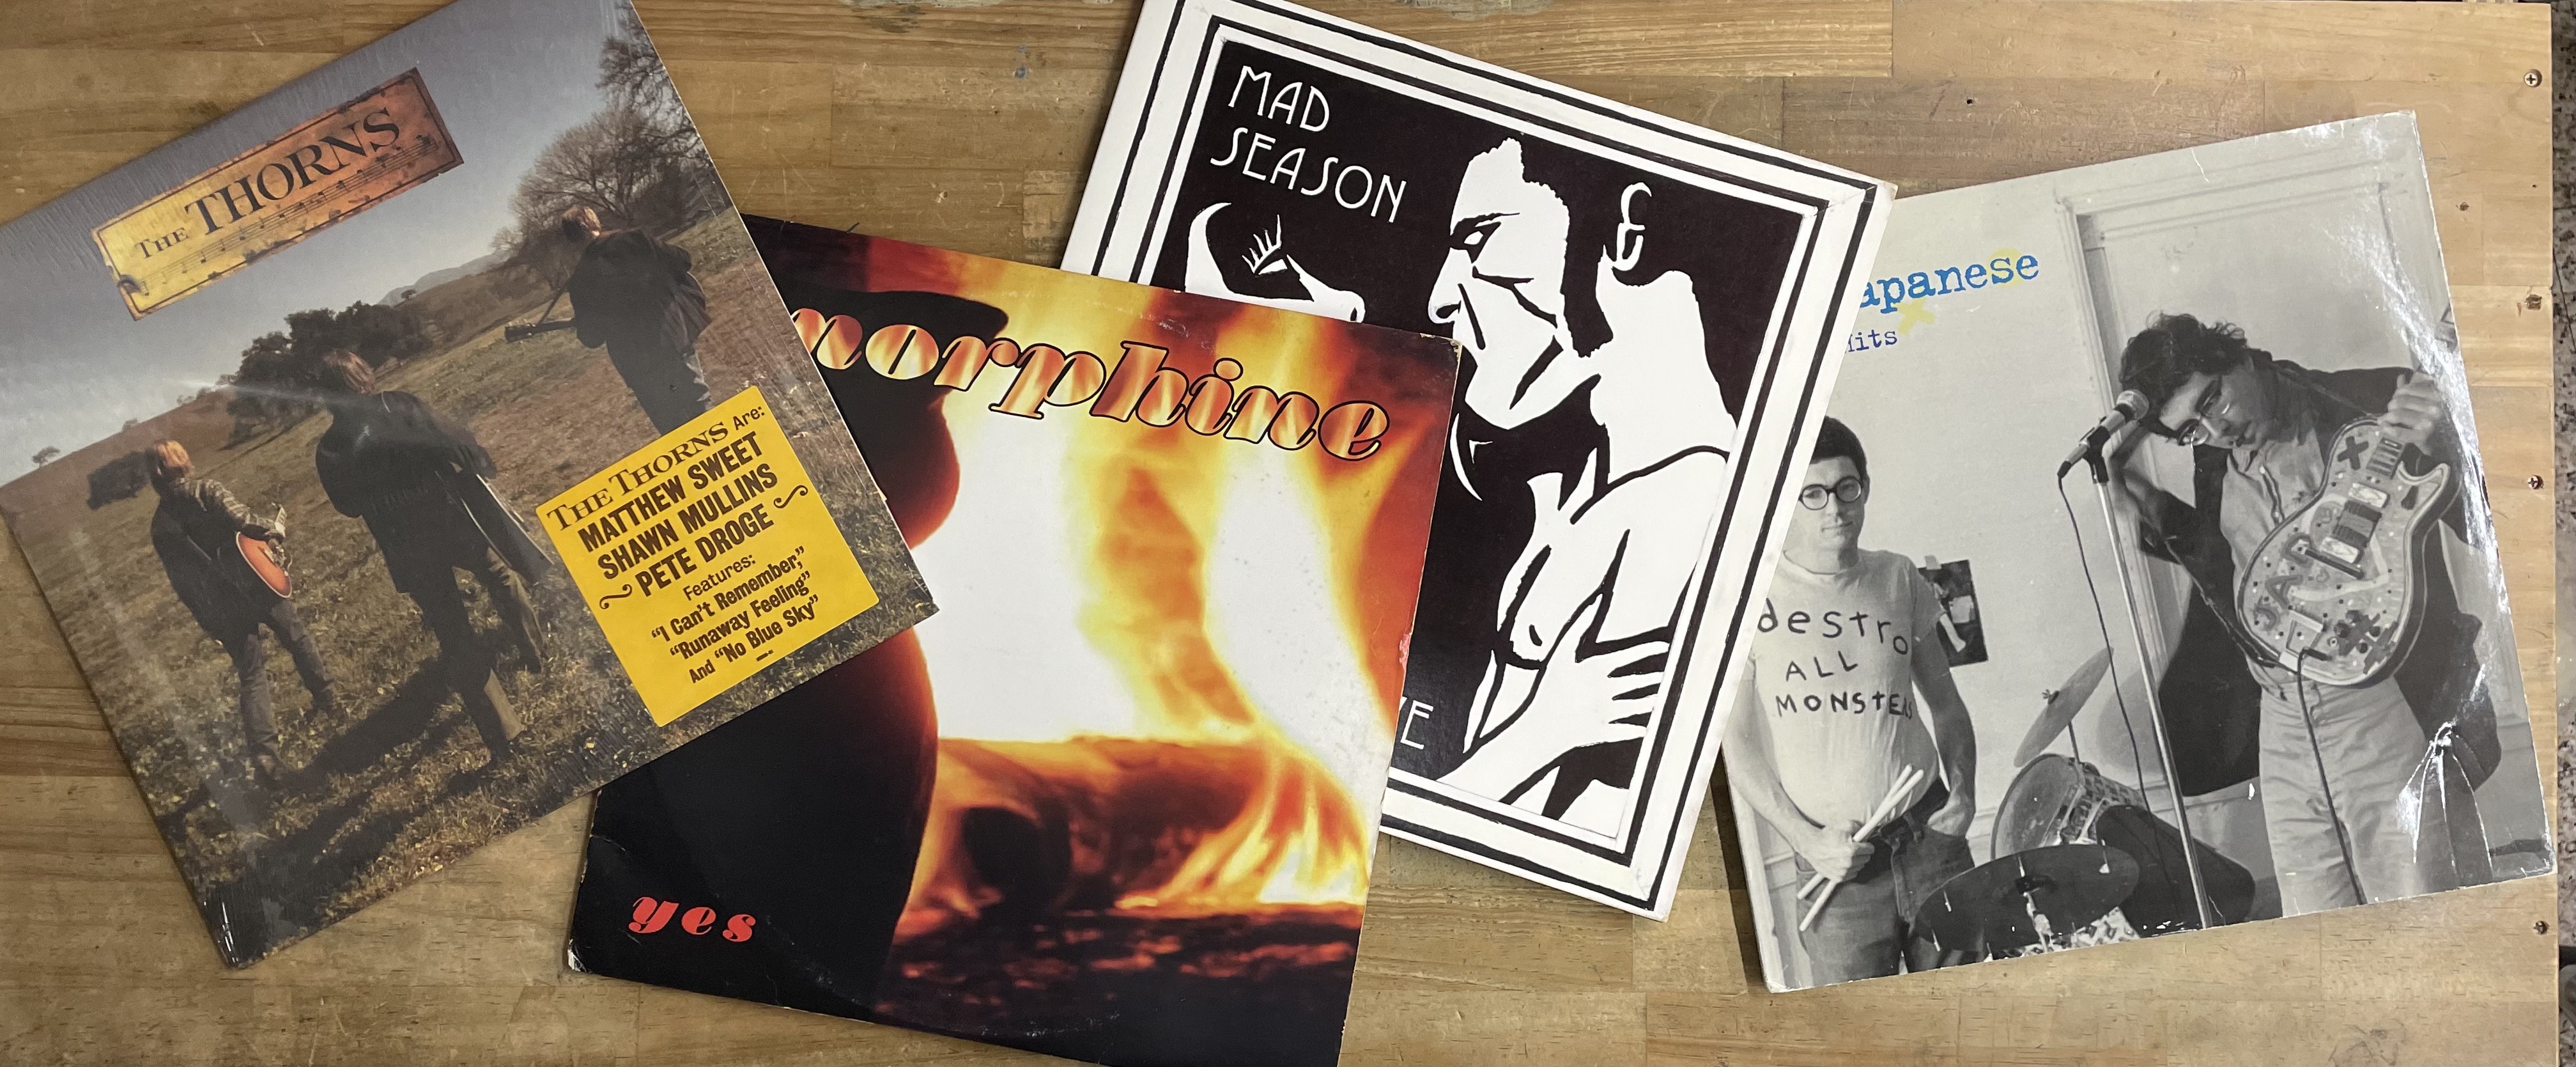 THE THORNS
THE THORNS Are:
MATTHEW SWEET
SHAWN MULLINS
PETE DROGE
Features:
"I Can't Remember,"
"Runaway Feeling"
And "No Blue Sky"
morphine
yes
MAD
SEASON
VE
apanese
Hits
destro
ALL
MONSTERS